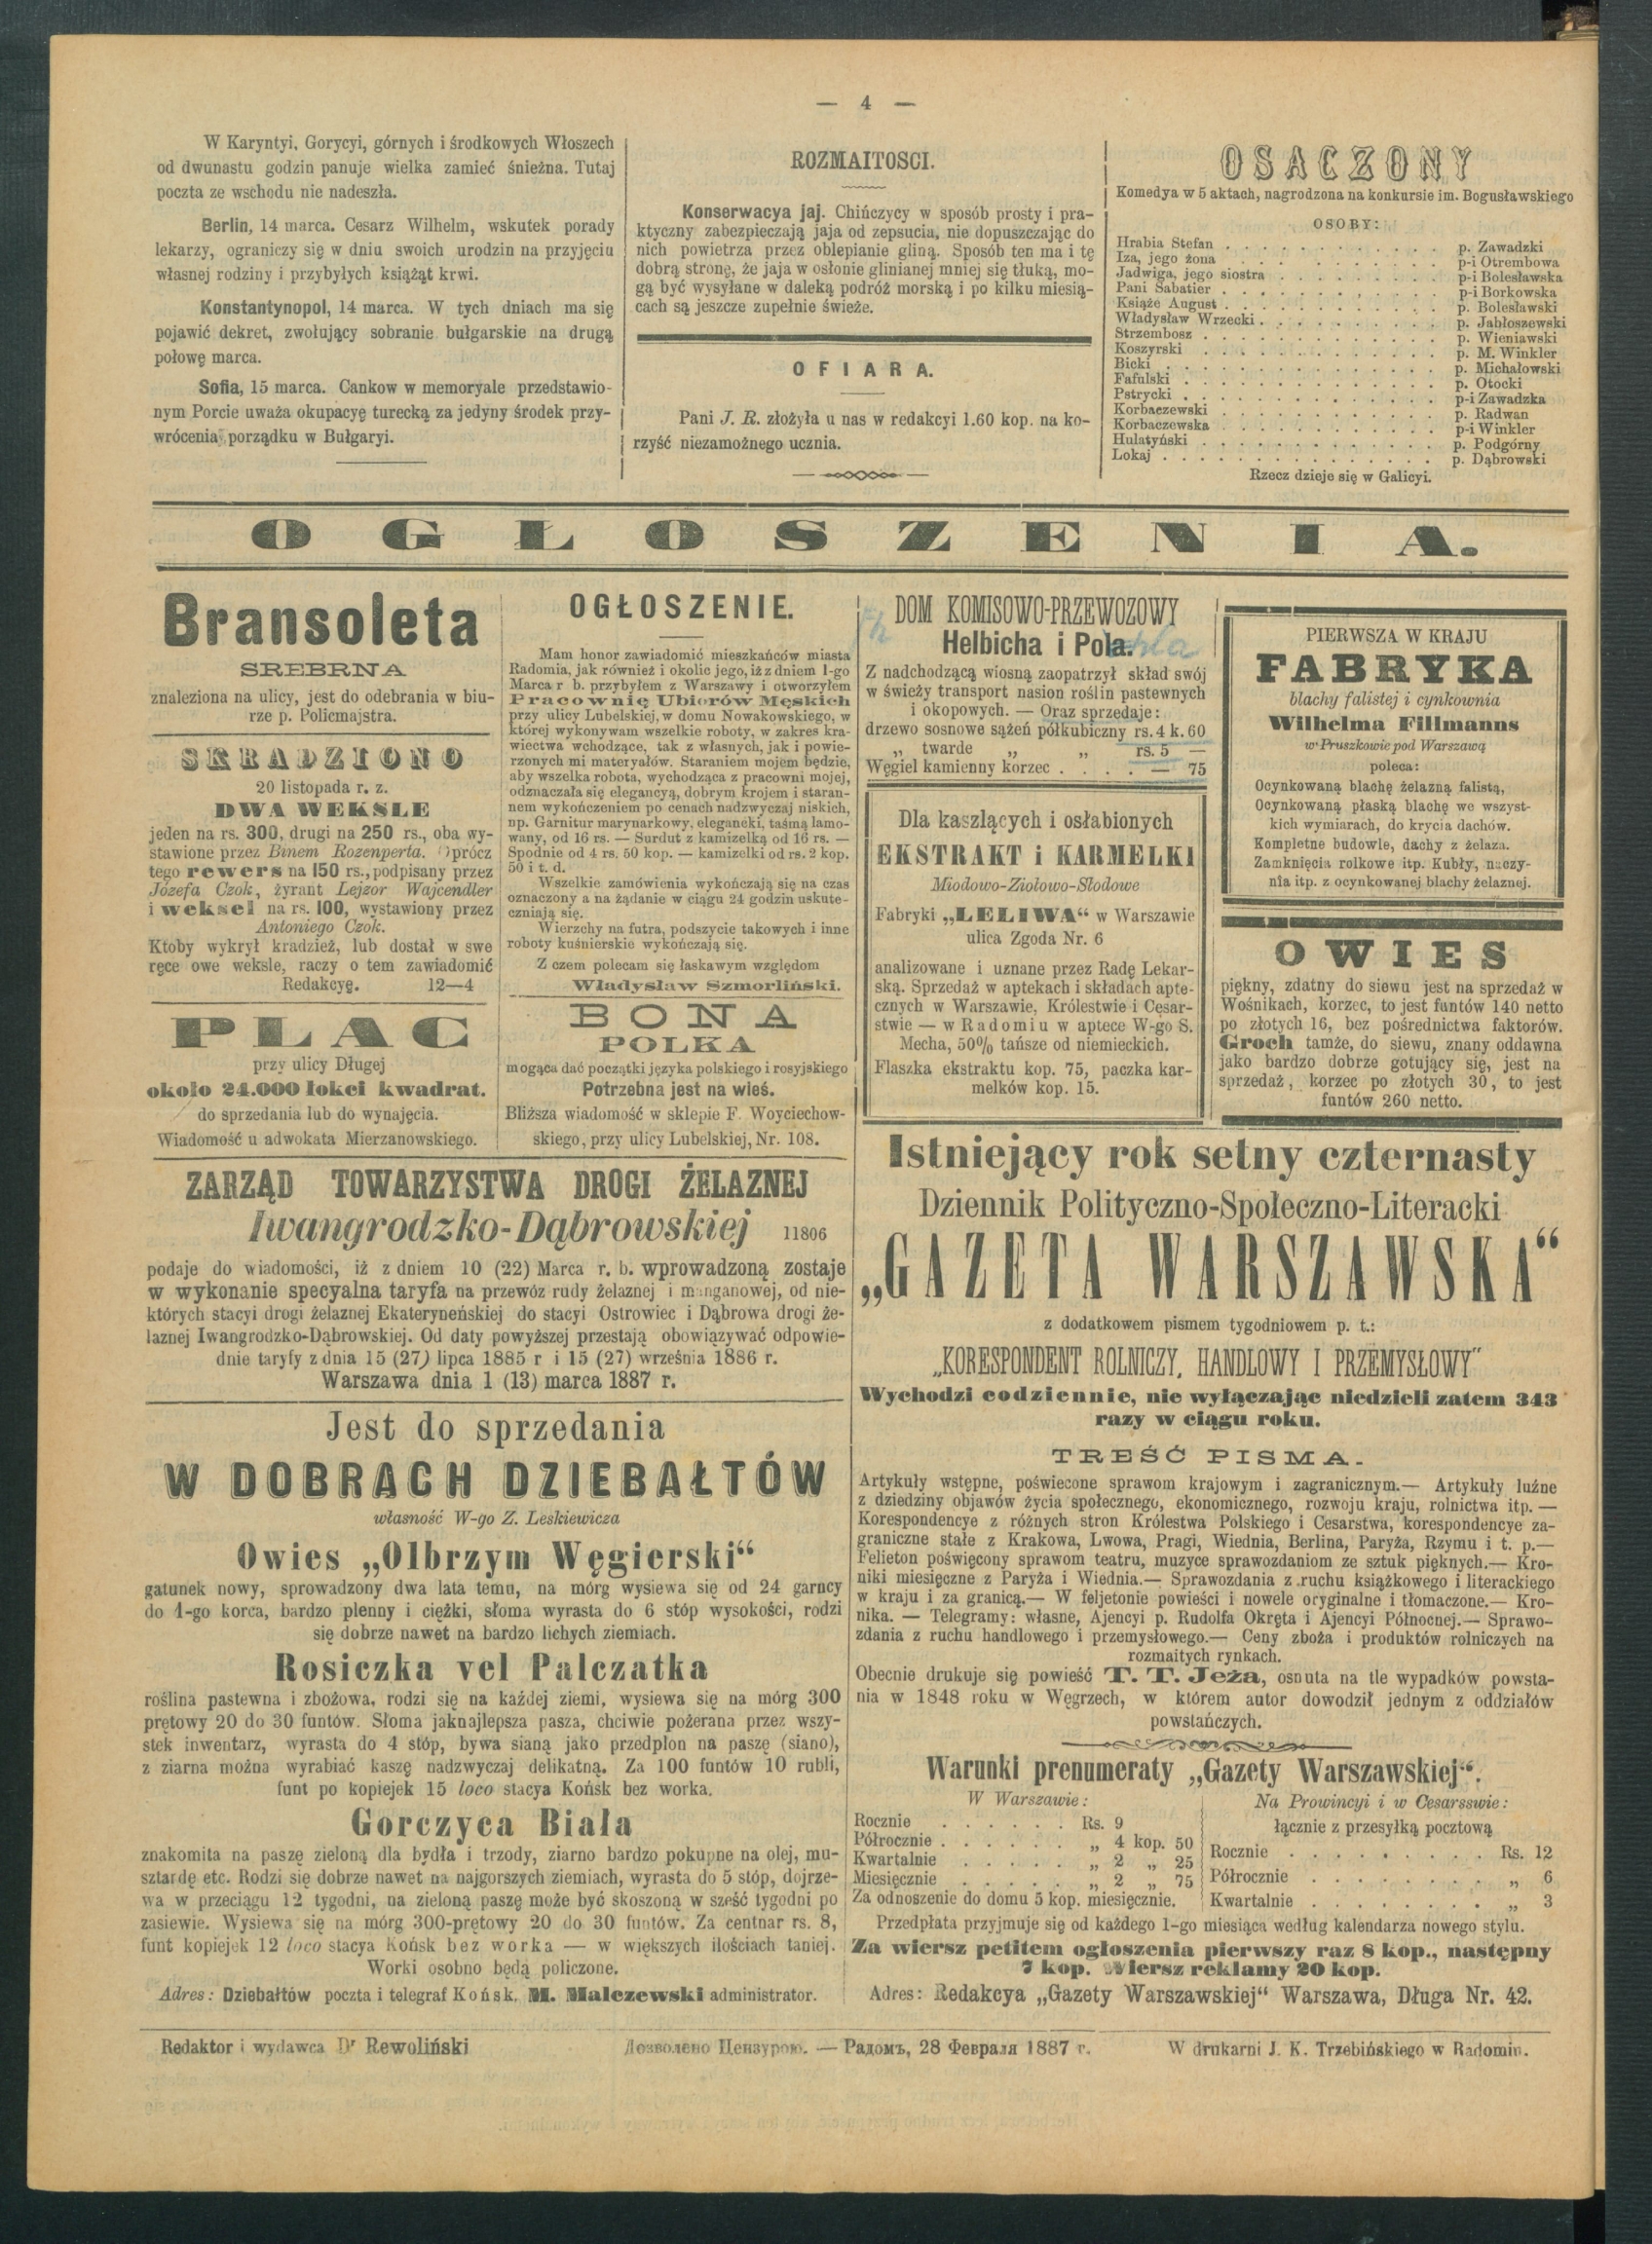 — 4 —
W Karyntyi, Gorycyi, górnych i środkowych Włoszech
od dwunastu godzin panuje wielka zamieć śnieżna. Tutaj
poczta ze wschodu nie nadeszła.
Berlin, 14 marca. Cesarz Wilhelm, wskutek porady
lekarzy, ograniczy się w dniu swoich urodzin na przyjęciu
własnej rodziny i przybyłych książąt krwi.
Konstantynopol, 14 marca. W tych dniach ma się
pojawić dekret, zwołujący sobranie bułgarskie na drugą
połowę marca.
Sofia, 15 marca. Cankow w memoryale przedstawio-
nym Porcie uważa okupacyę turecką za jedyny środek przy-
wrócenia porządku w Bułgaryi.
ROZMAITOSCI.
Konserwacya jaj. Chińczycy w sposób prosty i pra-
ktyczny zabezpieczają jaja od zepsucia, nie dopuszczając do
nich powietrza przez oblepianie gliną. Sposób ten ma i tę
dobrą stronę, że jaja w osłonie glinianej mniej się tłuką, mo-
gą być wysyłane w daleką podróż morską i po kilku miesią-
cach są jeszcze zupełnie świeże.
OFIARA.
Pani J. R. złożyła u nas w redakcyi 1.60 kop. na ko-
rzyść niezamożnego ucznia.
OSACZONY
Komedya w 5 aktach, nagrodzona na konkursie im. Bogusławskiego
OSOBY:
Hrabia Stefan . . . . . . . . . . . p. Zawadzki
Iza, jego żona . . . . . . . . . . . p-i Otrembowa
Jadwiga, jego siostra . . . . . . . . p-i Bolesławska
Pani Sabatier . . . . . . . . . . . p-i Borkowska
Książe August . . . . . . . . . . . p. Bolesławski
Władysław Wrzecki . . . . . . . . . p. Jabłoszewski
Strzembosz . . . . . . . . . . . . p. Wieniawski
Koszyrski . . . . . . . . . . . . p. M. Winkler
Bicki . . . . . . . . . . . . . . p. Michałowski
Fafulski . . . . . . . . . . . . . p. Otocki
Pstrycki . . . . . . . . . . . . . p-i Zawadzka
Korbaczewski . . . . . . . . . . . p. Radwan
Korbaczewska . . . . . . . . . . . p-i Winkler
Hulatyński . . . . . . . . . . . . p. Podgórny
Lokaj . . . . . . . . . . . . . . p. Dąbrowski
Rzecz dzieje się w Galicyi.
OGŁOSZENIA.
Bransoleta
SREBRNA
znaleziona na ulicy, jest do odebrania w biu-
rze p. Policmajstra.
SKRADZIONO
20 listopada r. z.
DWA WEKSLE
jeden na rs. 300, drugi na 250 rs., oba wy-
stawione przez Binem Rozenperta. Oprócz
tego rewers na 150 rs., podpisany przez
Józefa Czok, żyrant Lejzor Wajcendler
i weksel na rs. 100, wystawiony przez
Antoniego Czok.
Ktoby wykrył kradzież, lub dostał w swe
ręce owe weksle, raczy o tem zawiadomić
Redakcyę. 12—4
PLAC
przy ulicy Długej
około 24.000 łokci kwadrat.
do sprzedania lub do wynajęcia.
Wiadomość u adwokata Mierzanowskiego.
OGŁOSZENIE.
Mam honor zawiadomić mieszkańców miasta
Radomia, jak również i okolic jego, iż z dniem 1-go
Marca r b. przybyłem z Warszawy i otworzyłem
Pracownię Ubiorów Męskich
przy ulicy Lubelskiej, w domu Nowakowskiego, w
której wykonywam wszelkie roboty, w zakres kra-
wiectwa wchodzące, tak z własnych, jak i powie-
rzonych mi materyałów. Staraniem mojem będzie,
aby wszelka robota, wychodząca z pracowni mojej,
odznaczała się elegancyą, dobrym krojem i staran-
nem wykończeniem po cenach nadzwyczaj niskich,
np. Garnitur marynarkowy, elegancki, taśmą lamo-
wany, od 16 rs. — Surdut z kamizelką od 16 rs. —
Spodnie od 4 rs. 50 kop. — kamizelki od rs. 2 kop.
50 i t. d.
Wszelkie zamówienia wykończają się na czas
oznaczony a na żądanie w ciągu 24 godzin uskute-
czniają się.
Wierzchy na futra, podszycie takowych i inne
roboty kuśnierskie wykończają się.
Z czem polecam się łaskawym względom
Władysław Szmorliński.
BONA
POLKA
mogąca dać początki języka polskiego i rosyjskiego
Potrzebna jest na wieś.
Bliższa wiadomość w sklepie F. Woyciechow-
skiego, przy ulicy Lubelskiej, Nr. 108.
DOM KOMISOWO-PRZEWOZOWY
Helbicha i Pola.
Z nadchodzącą wiosną zaopatrzył skład swój
w świeży transport nasion roślin pastewnych
i okopowych. — Oraz sprzedaje:
drzewo sosnowe sążeń półkubiczny rs. 4 k. 60
„ twarde „ „ rs. 5 —
Węgiel kamienny korzec . . . . — 75
Dla kaszlących i osłabionych
EKSTRAKT i KARMELKI
Miodowo-Ziołowo-Słodowe
Fabryki „LELIWA“ w Warszawie
ulica Zgoda Nr. 6
analizowane i uznane przez Radę Lekar-
ską. Sprzedaż w aptekach i składach apte-
cznych w Warszawie, Królestwie i Cesar-
stwie — w Radomiu w aptece W-go S.
Mecha, 50% tańsze od niemieckich.
Flaszka ekstraktu kop. 75, paczka kar-
melków kop. 15.
PIERWSZA W KRAJU
FABRYKA
blachy falistej i cynkownia
Wilhelma Fillmanns
w Pruszkowie pod Warszawą
poleca:
Ocynkowaną blachę żelazną falistą,
Ocynkowaną płaską blachę we wszyst-
kich wymiarach, do krycia dachów.
Kompletne budowle, dachy z żelaza.
Zamknięcia rolkowe itp. Kubły, naczy-
nia itp. z ocynkowanej blachy żelaznej.
OWIES
piękny, zdatny do siewu jest na sprzedaż w
Wośnikach, korzec, to jest funtów 140 netto
po złotych 16, bez pośrednictwa faktorów.
Groch tamże, do siewu, znany oddawna
jako bardzo dobrze gotujący się, jest na
sprzedaż, korzec po złotych 30, to jest
funtów 260 netto.
ZARZĄD TOWARZYSTWA DROGI ŻELAZNEJ
Iwangrodzko-Dąbrowskiej 11806
podaje do wiadomości, iż z dniem 10 (22) Marca r. b. wprowadzoną zostaje
w wykonanie specyalna taryfa na przewóz rudy żelaznej i manganowej, od nie-
których stacyi drogi żelaznej Ekateryneńskiej do stacyi Ostrowiec i Dąbrowa drogi że-
laznej Iwangrodzko-Dąbrowskiej. Od daty powyższej przestają obowiązywać odpowie-
dnie taryfy z dnia 15 (27) lipca 1885 r i 15 (27) września 1886 r.
Warszawa dnia 1 (13) marca 1887 r.
Jest do sprzedania
W DOBRACH DZIEBAŁTÓW
własność W-go Z. Leskiewicza
Owies „Olbrzym Węgierski“
gatunek nowy, sprowadzony dwa lata temu, na mórg wysiewa się od 24 garncy
do 1-go korca, bardzo plenny i ciężki, słoma wyrasta do 6 stóp wysokości, rodzi
się dobrze nawet na bardzo lichych ziemiach.
Rosiczka vel Palczatka
roślina pastewna i zbożowa, rodzi się na każdej ziemi, wysiewa się na mórg 300
prętowy 20 do 30 funtów. Słoma jaknajlepsza pasza, chciwie pożerana przez wszy-
stek inwentarz, wyrasta do 4 stóp, bywa sianą jako przedplon na paszę (siano),
z ziarna można wyrabiać kaszę nadzwyczaj delikatną. Za 100 funtów 10 rubli,
funt po kopiejek 15 loco stacya Końsk bez worka.
Gorczyca Biała
znakomita na paszę zieloną dla bydła i trzody, ziarno bardzo pokupne na olej, mu-
sztardę etc. Rodzi się dobrze nawet na najgorszych ziemiach, wyrasta do 5 stóp, dojrze-
wa w przeciągu 12 tygodni, na zieloną paszę może być skoszoną w sześć tygodni po
zasiewie. Wysiewa się na mórg 300-prętowy 20 do 30 funtów. Za centnar rs. 8,
funt kopiejek 12 loco stacya Końsk bez worka — w większych ilościach taniej.
Worki osobno będą policzone.
Adres: Dziebałtów poczta i telegraf Końsk. M. Malczewski administrator.
Istniejący rok setny czternasty
Dziennik Polityczno-Społeczno-Literacki
„GAZETA WARSZAWSKA“
z dodatkowem pismem tygodniowem p. t.:
„KORESPONDENT ROLNICZY, HANDLOWY I PRZEMYSŁOWY“
Wychodzi codziennie, nie wyłączając niedzieli zatem 343
razy w ciągu roku.
TREŚĆ PISMA.
Artykuły wstępne, poświecone sprawom krajowym i zagranicznym.— Artykuły luźne
z dziedziny objawów życia społecznego, ekonomicznego, rozwoju kraju, rolnictwa itp. —
Korespondencye z różnych stron Królestwa Polskiego i Cesarstwa, korespondencye za-
graniczne stałe z Krakowa, Lwowa, Pragi, Wiednia, Berlina, Paryża, Rzymu i t. p.—
Felieton poświęcony sprawom teatru, muzyce sprawozdaniom ze sztuk pięknych.— Kro-
niki miesięczne z Paryża i Wiednia.— Sprawozdania z ruchu książkowego i literackiego
w kraju i za granicą.— W feljetonie powieści i nowele oryginalne i tłomaczone.— Kro-
nika. — Telegramy: własne, Ajencyi p. Rudolfa Okręta i Ajencyi Północnej.— Sprawo-
zdania z ruchu handlowego i przemysłowego.— Ceny zboża i produktów rolniczych na
rozmaitych rynkach.
Obecnie drukuje się powieść T. T. Jeża, osnuta na tle wypadków powsta-
nia w 1848 roku w Węgrzech, w którem autor dowodził jednym z oddziałów
powstańczych.
Warunki prenumeraty „Gazety Warszawskiej“.
W Warszawie:
Rocznie . . . . . . Rs. 9
Półrocznie . . . . . . „ 4 kop. 50
Kwartalnie . . . . . „ 2 „ 25
Miesięcznie . . . . . „ 2 „ 75
Za odnoszenie do domu 5 kop. miesięcznie.
Na Prowincyi i w Cesarsswie:
łącznie z przesyłką pocztową
Rocznie . . . . . . . . . Rs. 12
Półrocznie . . . . . . . . „ 6
Kwartalnie . . . . . . . . „ 3
Przedpłata przyjmuje się od każdego 1-go miesiąca według kalendarza nowego stylu.
Za wiersz petitem ogłoszenia pierwszy raz 8 kop., następny
7 kop. Wiersz reklamy 20 kop.
Adres: Redakcya „Gazety Warszawskiej“ Warszawa, Długa Nr. 42.
Redaktor i wydawca Dr Rewoliński
Дозволено Цензурою. — Радомъ, 28 Февраля 1887 г.
W drukarni J. K. Trzebińskiego w Radomiu.